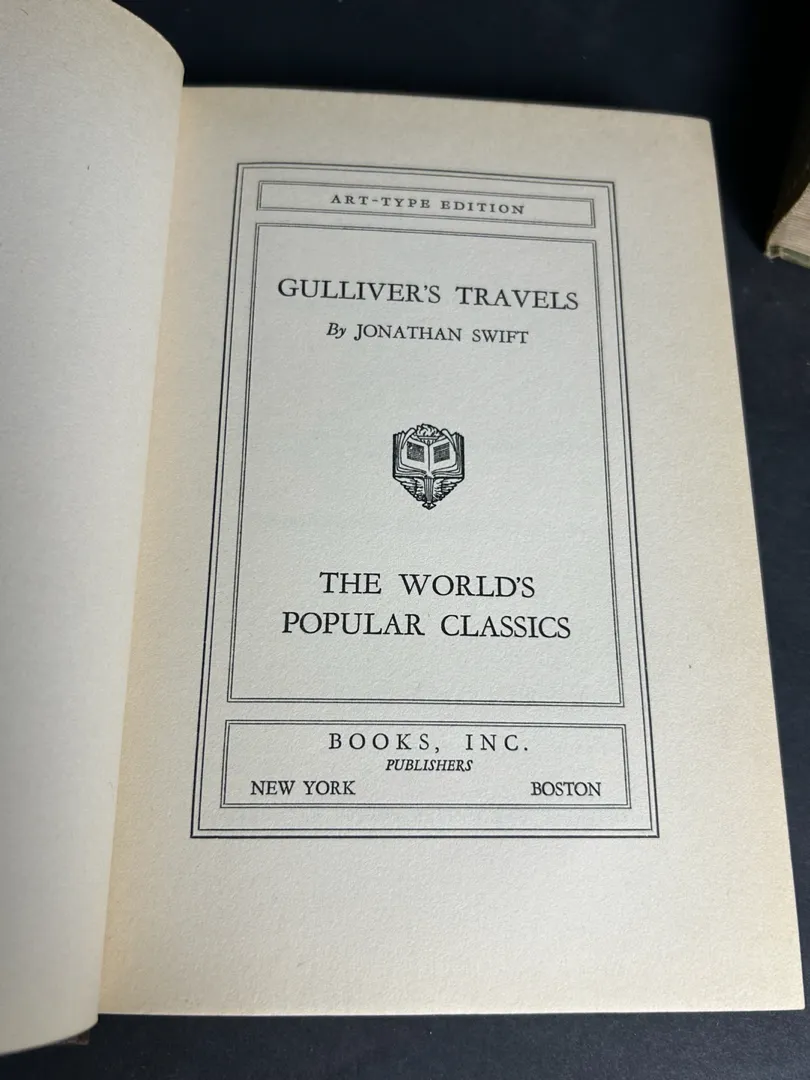 ART-TYPE EDITION
GULLIVER'S TRAVELS
By JONATHAN SWIFT
THE WORLD'S
POPULAR CLASSICS
BOOKS, INC.
PUBLISHERS
NEW YORK BOSTON